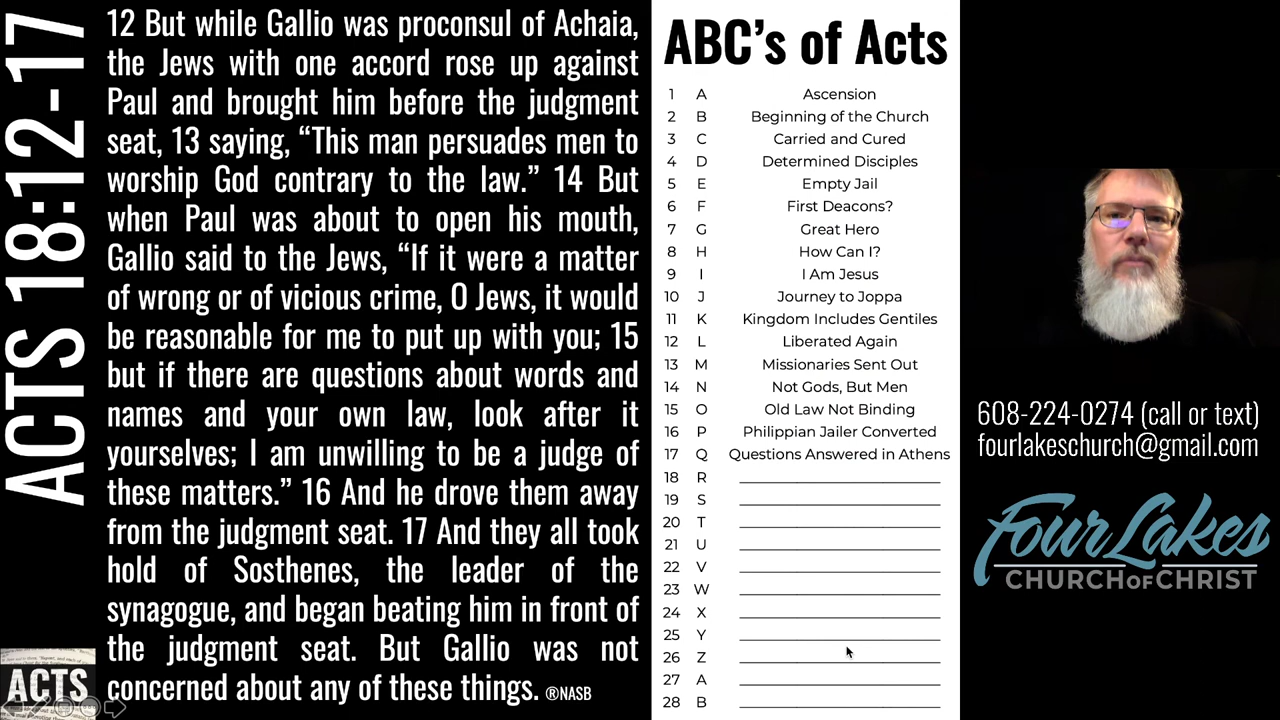 ACTS 18:12-17
12 But while Gallio was proconsul of Achaia,
the Jews with one accord rose up against
Paul and brought him before the judgment
seat, 13 saying, “This man persuades men to
worship God contrary to the law.” 14 But
when Paul was about to open his mouth,
Gallio said to the Jews, “If it were a matter
of wrong or of vicious crime, O Jews, it would
be reasonable for me to put up with you; 15
but if there are questions about words and
names and your own law, look after it
yourselves; I am unwilling to be a judge of
these matters.” 16 And he drove them away
from the judgment seat. 17 And they all took
hold of Sosthenes, the leader of the
synagogue, and began beating him in front of
the judgment seat. But Gallio was not
concerned about any of these things. ®NASB
ACTS
ABC’s of Acts
1 A Ascension
2 B Beginning of the Church
3 C Carried and Cured
4 D Determined Disciples
5 E Empty Jail
6 F First Deacons?
7 G Great Hero
8 H How Can I?
9 I I Am Jesus
10 J Journey to Joppa
11 K Kingdom Includes Gentiles
12 L Liberated Again
13 M Missionaries Sent Out
14 N Not Gods, But Men
15 O Old Law Not Binding
16 P Philippian Jailer Converted
17 Q Questions Answered in Athens
18 R
19 S
20 T
21 U
22 V
23 W
24 X
25 Y
26 Z
27 A
28 B
608-224-0274 (call or text)
fourlakeschurch@gmail.com
Four Lakes
CHURCH OF CHRIST